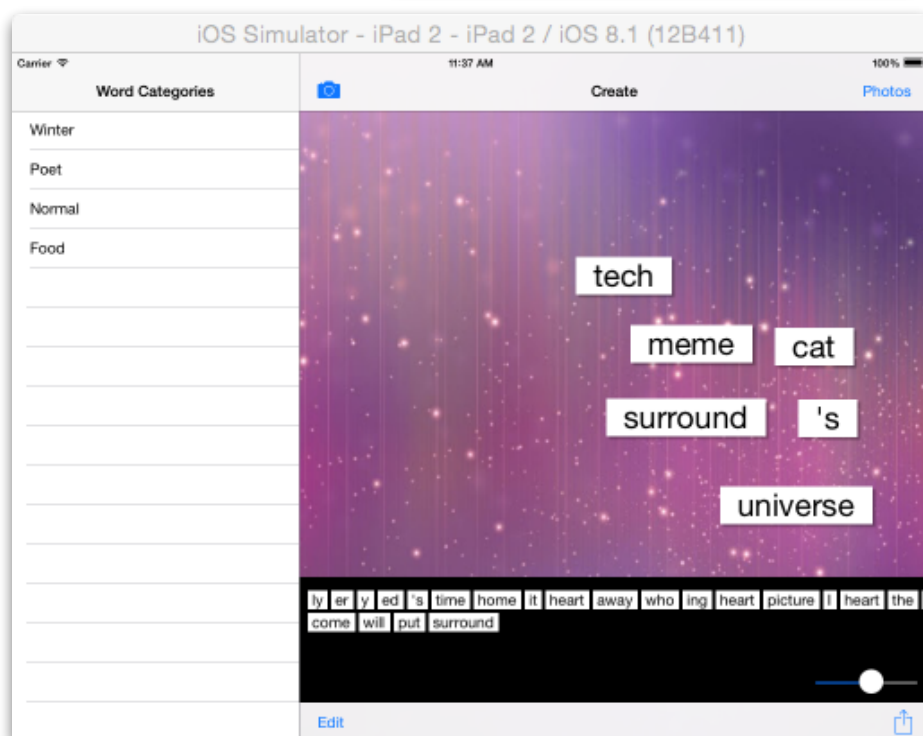 iOS Simulator - iPad 2 - iPad 2 / iOS 8.1 (12B411)
Carrier 11:37 AM 100%
Word Categories Create Photos
Winter
Poet
Normal
Food
tech
meme cat
surround 's
universe
ly er y ed 's time home it heart away who ing heart picture I heart the
come will put surround
Edit